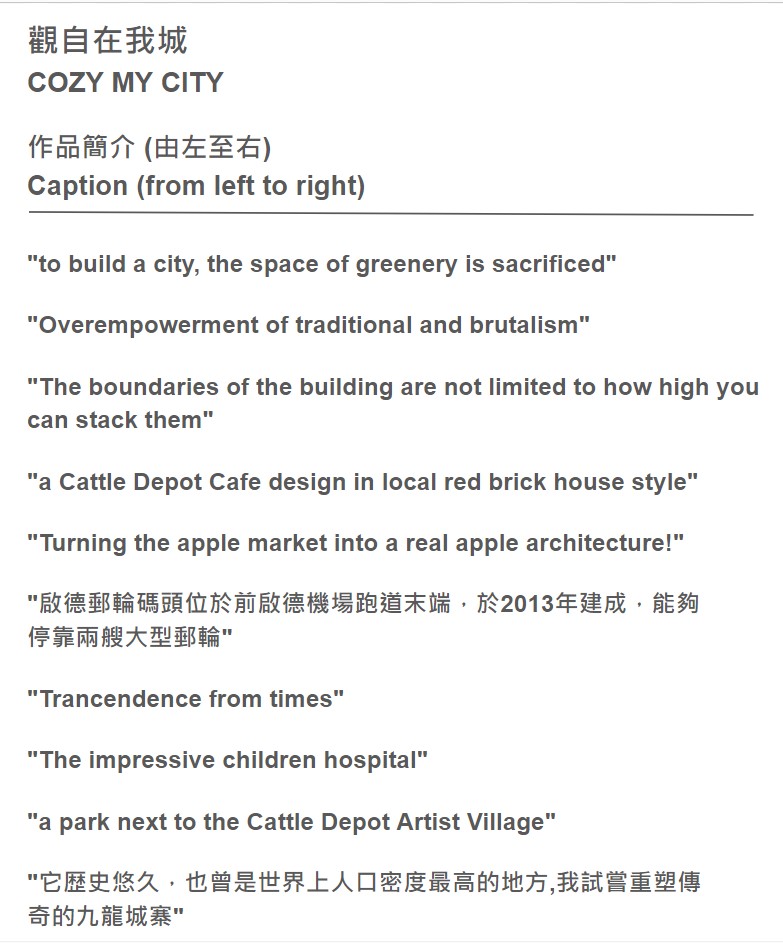 觀自在我城
COZY MY CITY
作品簡介 (由左至右)
Caption (from left to right)
"to build a city, the space of greenery is sacrificed"
"Overempowerment of traditional and brutalism"
"The boundaries of the building are not limited to how high you
can stack them"
"a Cattle Depot Cafe design in local red brick house style"
"Turning the apple market into a real apple architecture!"
"啟德郵輪碼頭位於前啟德機場跑道末端，於2013年建成，能夠
停靠兩艘大型郵輪"
"Trancendence from times"
"The impressive children hospital"
"a park next to the Cattle Depot Artist Village"
"它歷史悠久，也曾是世界上人口密度最高的地方,我試嘗重塑傳
奇的九龍城寨"